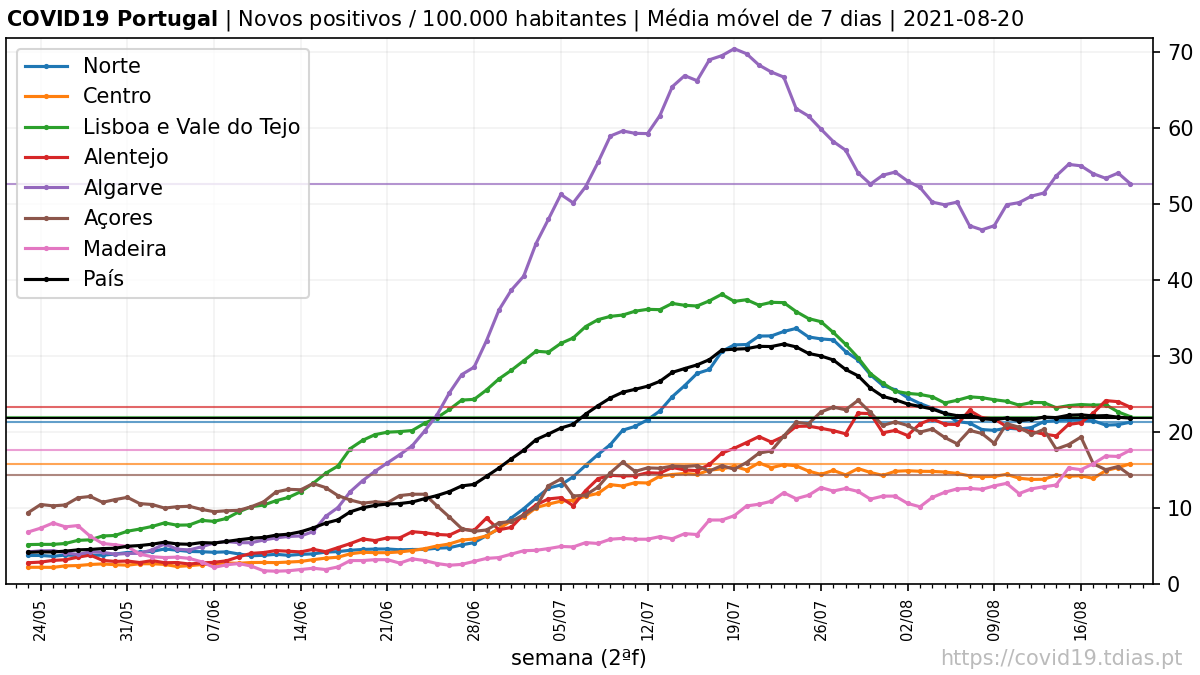 COVID19 Portugal | Novos positivos / 100.000 habitantes | Média móvel de 7 dias | 2021-08-20
Norte
Centro
Lisboa e Vale do Tejo
Alentejo
Algarve
Açores
Madeira
País
70
60
50
40
30
20
10
0
24/05
31/05
07/06
14/06
21/06
28/06
05/07
12/07
19/07
26/07
02/08
09/08
16/08
semana (2ªf)
https://covid19.tdias.pt